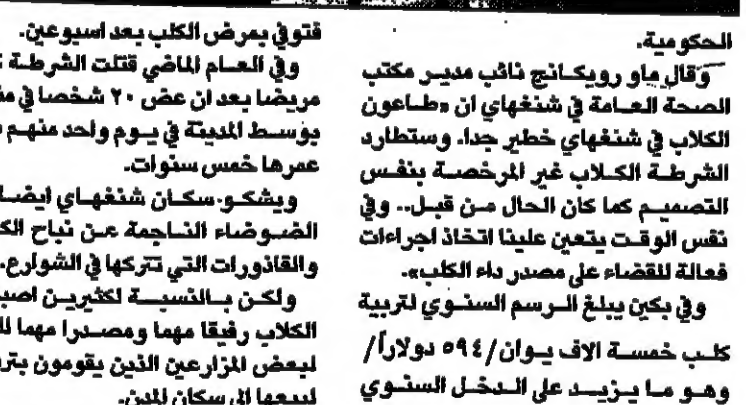 الحكومية.
وقال ماو رويكانج نائب مدير مكتب
الصحة العامة في شنغهاي ان «طاعون
الكلاب في شنغهاي خطير جدا. وستطارد
الشرطة الكلاب غير المرخصة بنفس
التصميم كما كان الحال من قبل.. وفي
نفس الوقت يتعين علينا اتخاذ اجراءات
فعالة للقضاء على مصدر داء الكلب».
وفي بكين يبلغ الرسم السنوي لتربية
كلب خمسة الاف يوان/٥٩٤ دولاراً/
وهو ما يزيد على الدخل السنوي
فتوفي بمرض الكلب بعد اسبوعين.
وفي العام الماضي قتلت الشرطة
مريضا بعد ان عض ٢٠ شخصا في
بوسط المدينة في يوم واحد منهم
عمرها خمس سنوات.
ويشكو سكان شنغهاي ايضا
الضوضاء الناجمة عن نباح
والقاذورات التي تتركها في الشوارع.
ولكن بالنسبة لكثيرين
الكلاب رفيقا مهما ومصدرا مهما
لبعض المزارعين الذين يقومون
لبيعها الى سكان المدن.